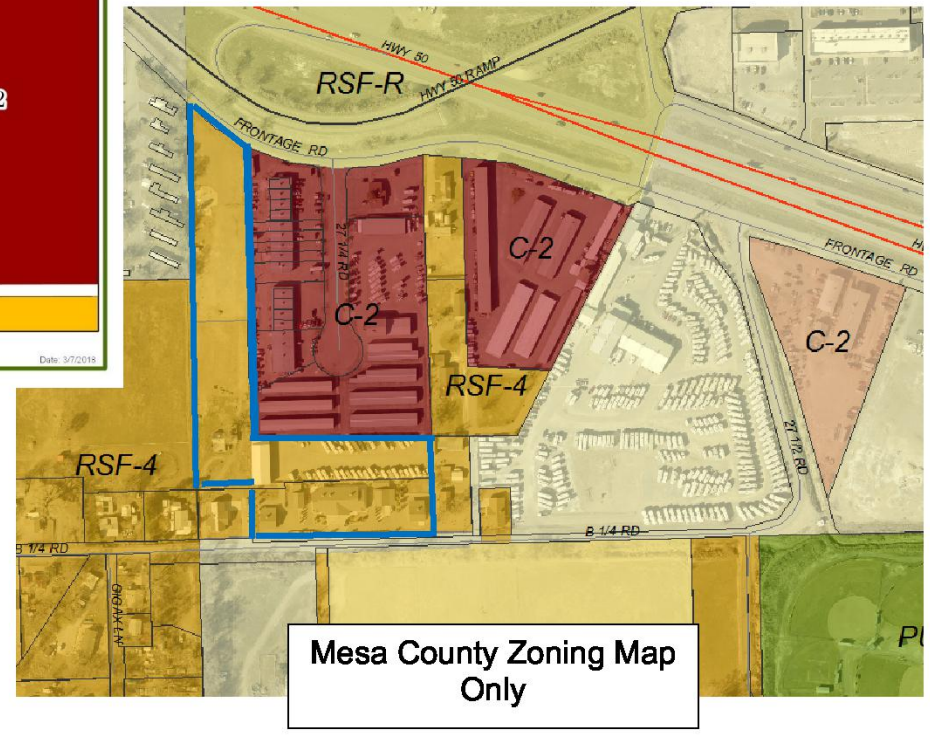 2
Date: 3/7/2018
HWY 50
RSF-R
HWY 50 RAMP
FRONTAGE RD
27 1/4 RD
C-2
C-2
FRONTAGE RD
C-2
RSF-4
RSF-4
27 1/2 RD
B 1/4 RD
B 1/4 RD
Mesa County Zoning Map
Only